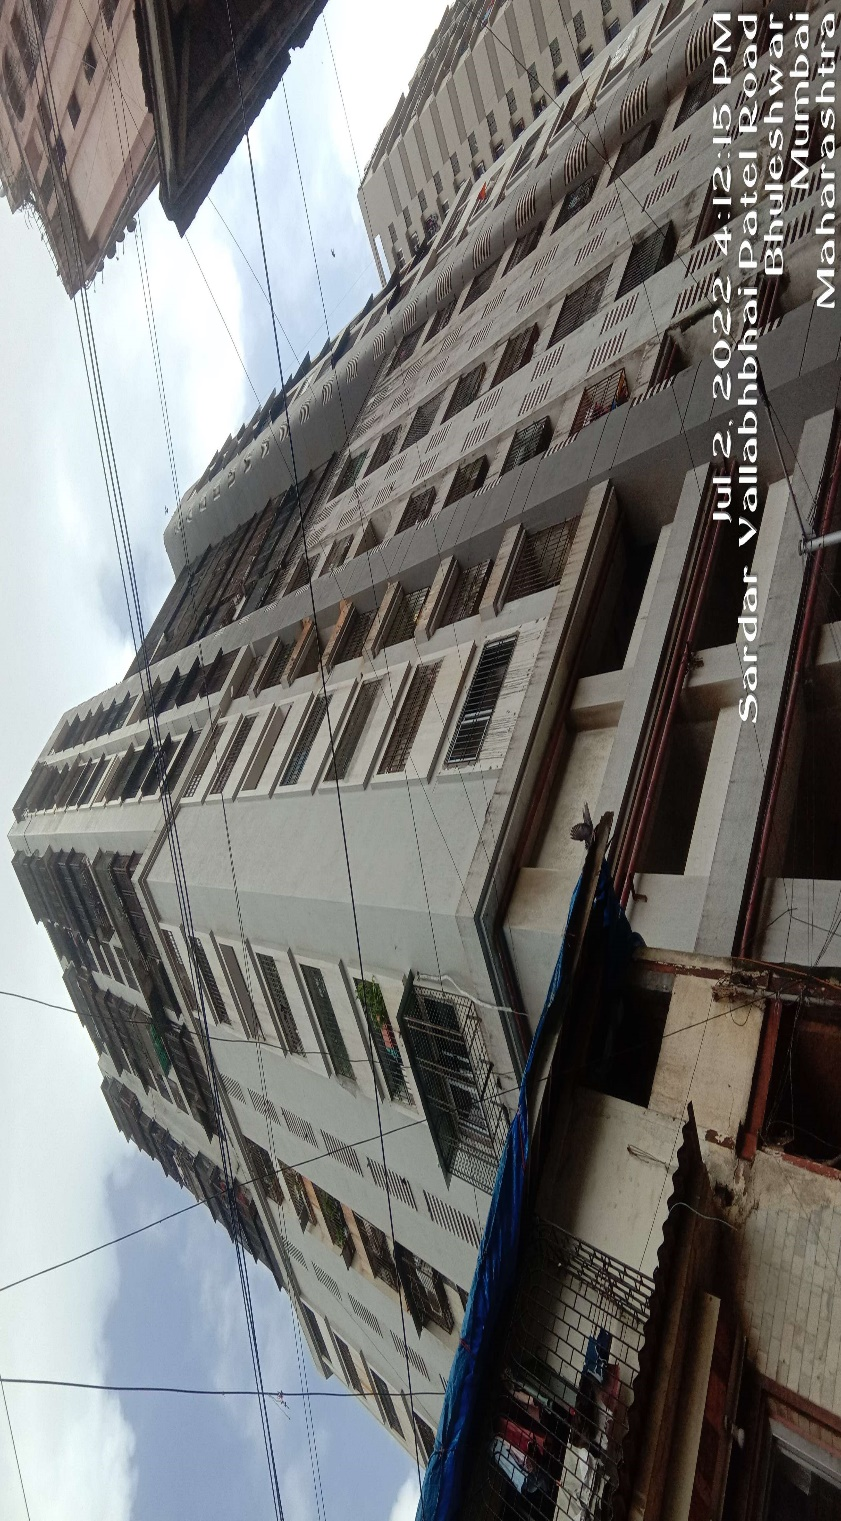 Jul 2, 2022 4:12:15 PM
Sardar Vallabhbhai Patel Road
Bhuleshwar
Mumbai
Maharashtra